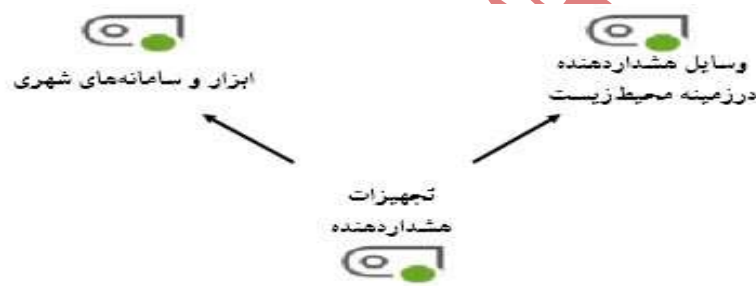 وسایل هشداردهنده
درزمینه محیط‌زیست
ابزار و سامانه‌های شهری
تجهیزات
هشداردهنده